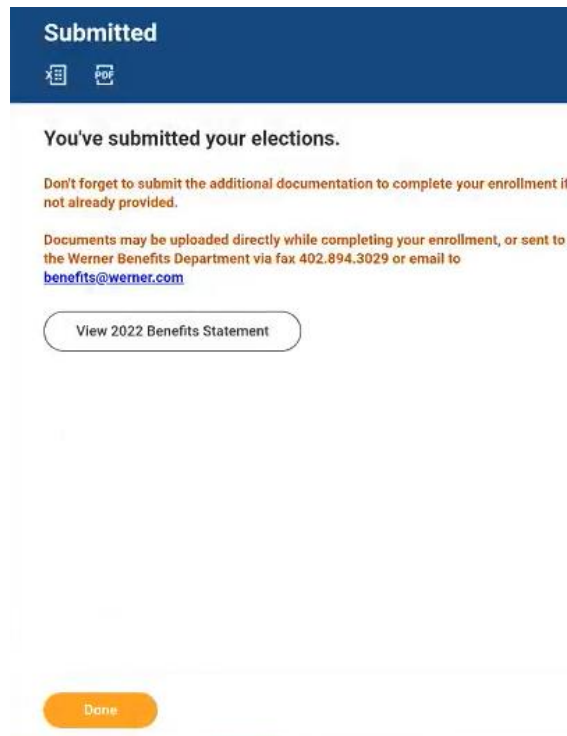 Submitted
PDF
You've submitted your elections.
Don't forget to submit the additional documentation to complete your enrollment if
not already provided.
Documents may be uploaded directly while completing your enrollment, or sent to
the Werner Benefits Department via fax 402.894.3029 or email to
benefits@werner.com
View 2022 Benefits Statement
Done